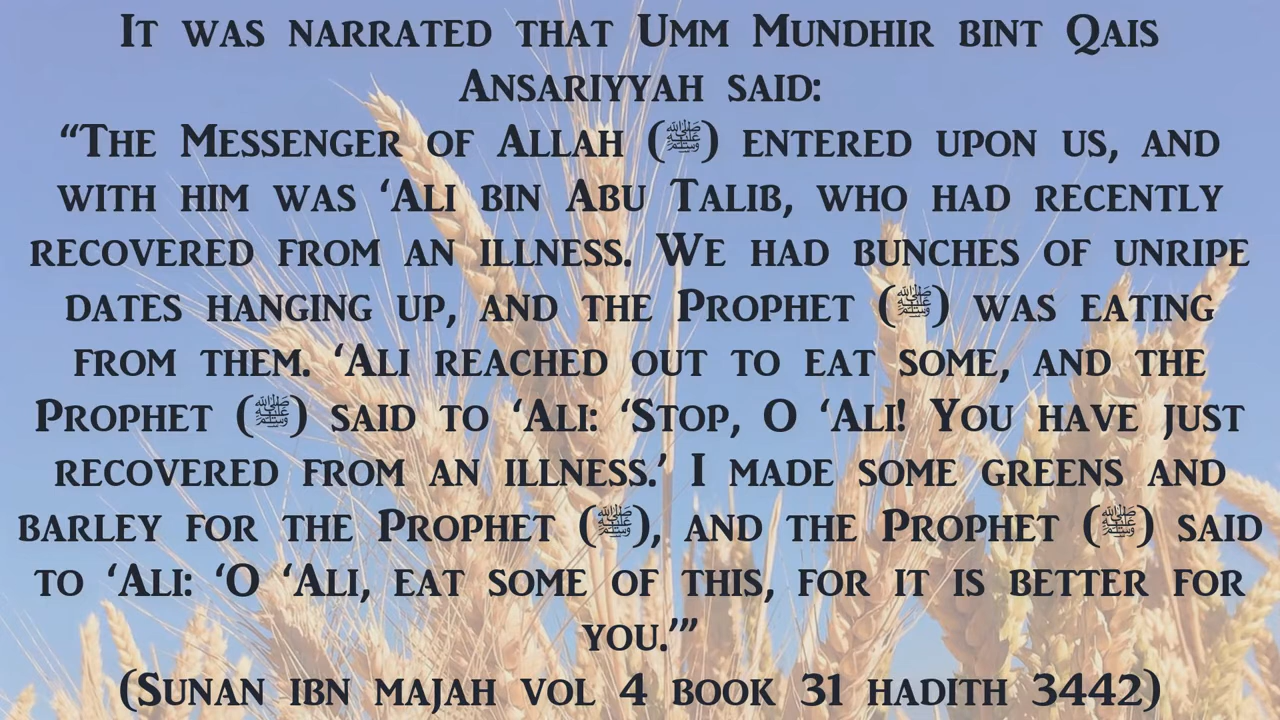 It was narrated that Umm Mundhir bint Qais
Ansariyyah said:
“The Messenger of Allah (ﷺ) entered upon us, and
with him was ‘Ali bin Abu Talib, who had recently
recovered from an illness. We had bunches of unripe
dates hanging up, and the Prophet (ﷺ) was eating
from them. ‘Ali reached out to eat some, and the
Prophet (ﷺ) said to ‘Ali: ‘Stop, O ‘Ali! You have just
recovered from an illness.’ I made some greens and
barley for the Prophet (ﷺ), and the Prophet (ﷺ) said
to ‘Ali: ‘O ‘Ali, eat some of this, for it is better for
you.’”
(Sunan ibn majah vol 4 book 31 hadith 3442)